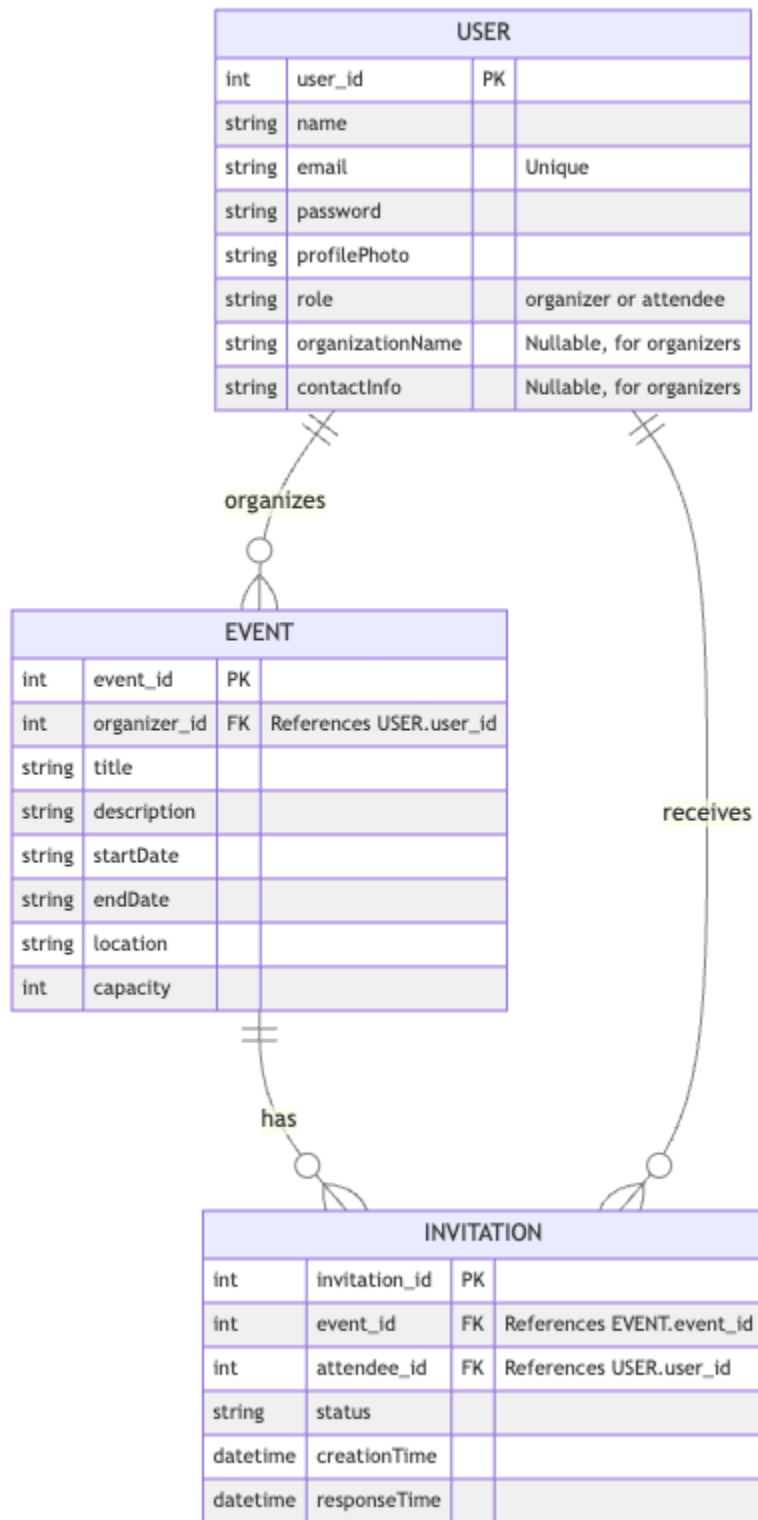 USER
int user_id PK
string name
string email Unique
string password
string profilePhoto
string role organizer or attendee
string organizationName Nullable, for organizers
string contactInfo Nullable, for organizers
organizes
EVENT
int event_id PK
int organizer_id FK References USER.user_id
string title
string description
string startDate
string endDate
string location
int capacity
receives
has
INVITATION
int invitation_id PK
int event_id FK References EVENT.event_id
int attendee_id FK References USER.user_id
string status
datetime creationTime
datetime responseTime